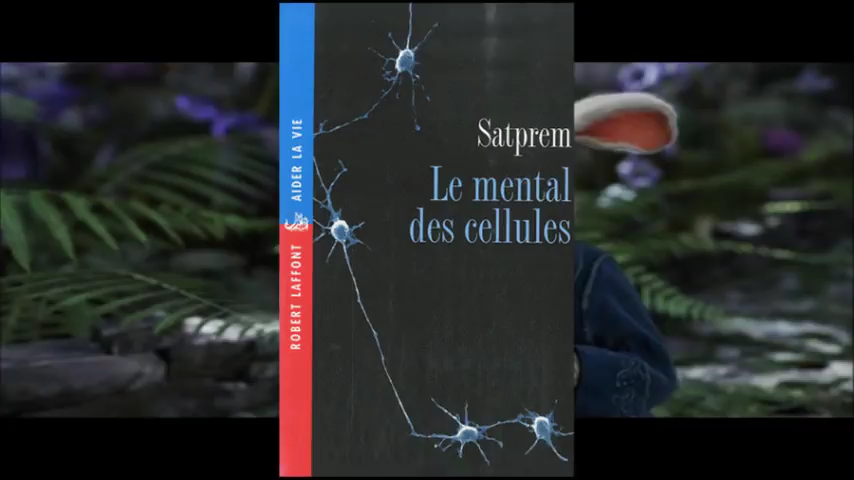 AIDER LA VIE
ROBERT LAFFONT
Satprem
Le mental
des cellules